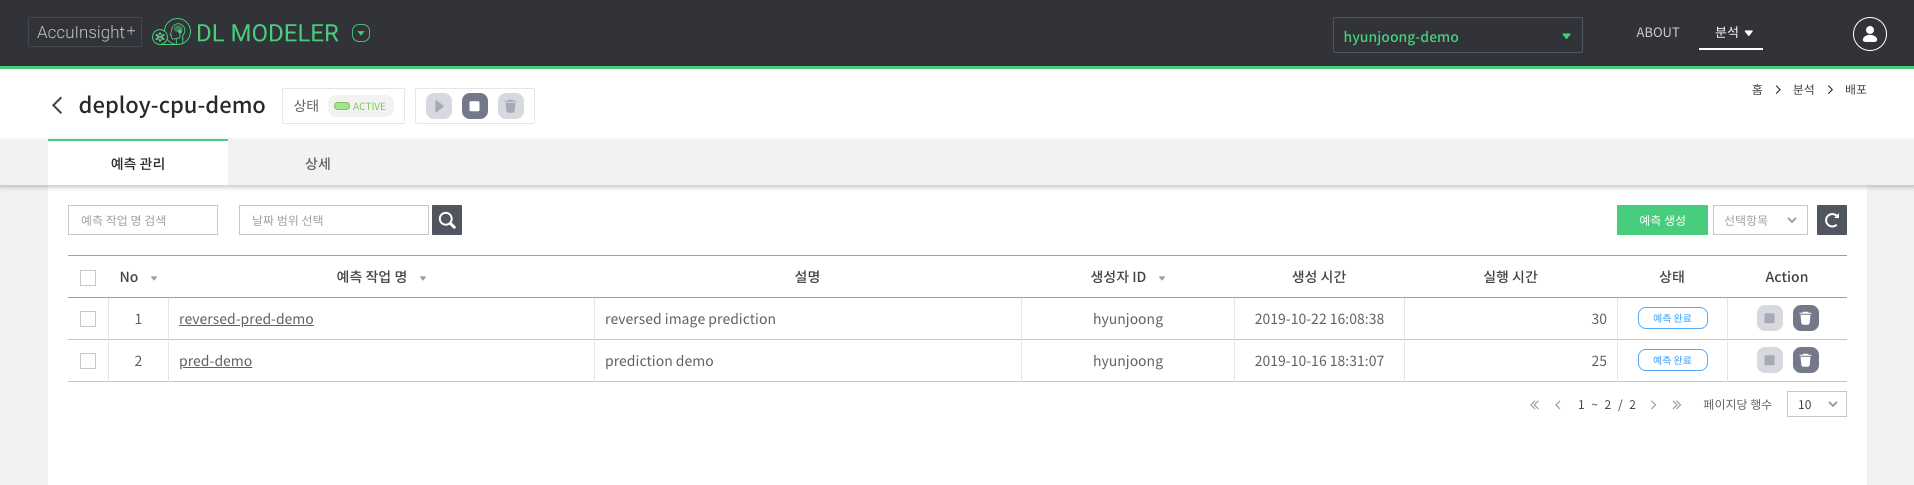 AccuInsight+ DL MODELER hyunjoong-demo ABOUT 분석
deploy-cpu-demo 상태 ACTIVE 홈 > 분석 > 배포
예측 관리 상세
예측 작업 명 검색 날짜 범위 선택 예측 생성 선택항목
No 예측 작업 명 설명 생성자 ID 생성 시간 실행 시간 상태 Action
1 reversed-pred-demo reversed image prediction hyunjoong 2019-10-22 16:08:38 30 예측 완료
2 pred-demo prediction demo hyunjoong 2019-10-16 18:31:07 25 예측 완료
1 ~ 2 / 2 페이지당 행수 10